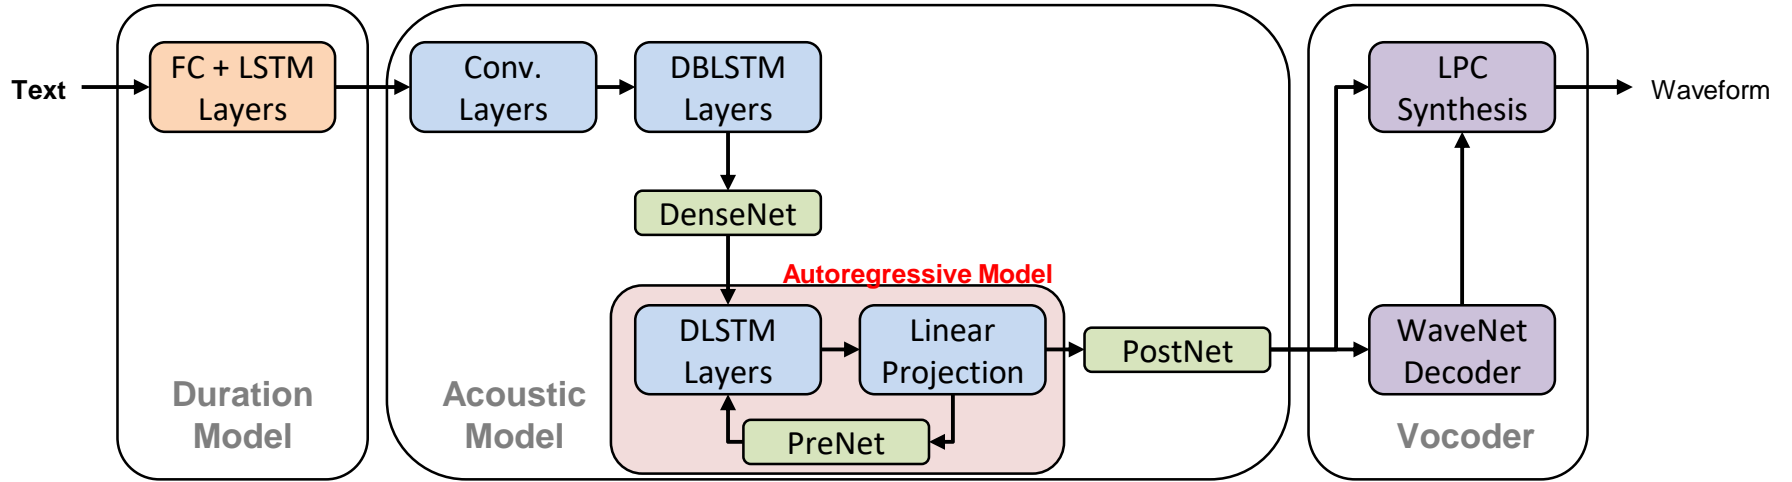 Text
FC + LSTM
Layers
Duration
Model
Conv.
Layers
DBLSTM
Layers
DenseNet
Autoregressive Model
DLSTM
Layers
Linear
Projection
PreNet
PostNet
Acoustic
Model
LPC
Synthesis
WaveNet
Decoder
Vocoder
Waveform